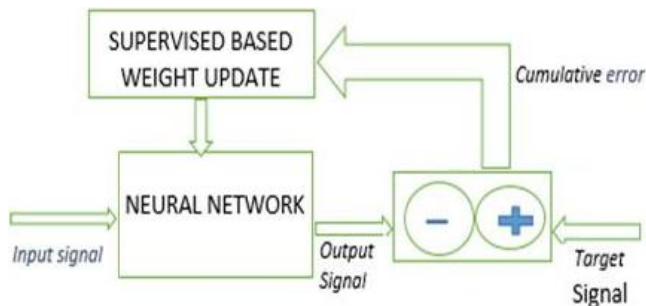 SUPERVISED BASED
WEIGHT UPDATE
Cumulative error
NEURAL NETWORK
Input signal
Output
Signal
Target
Signal